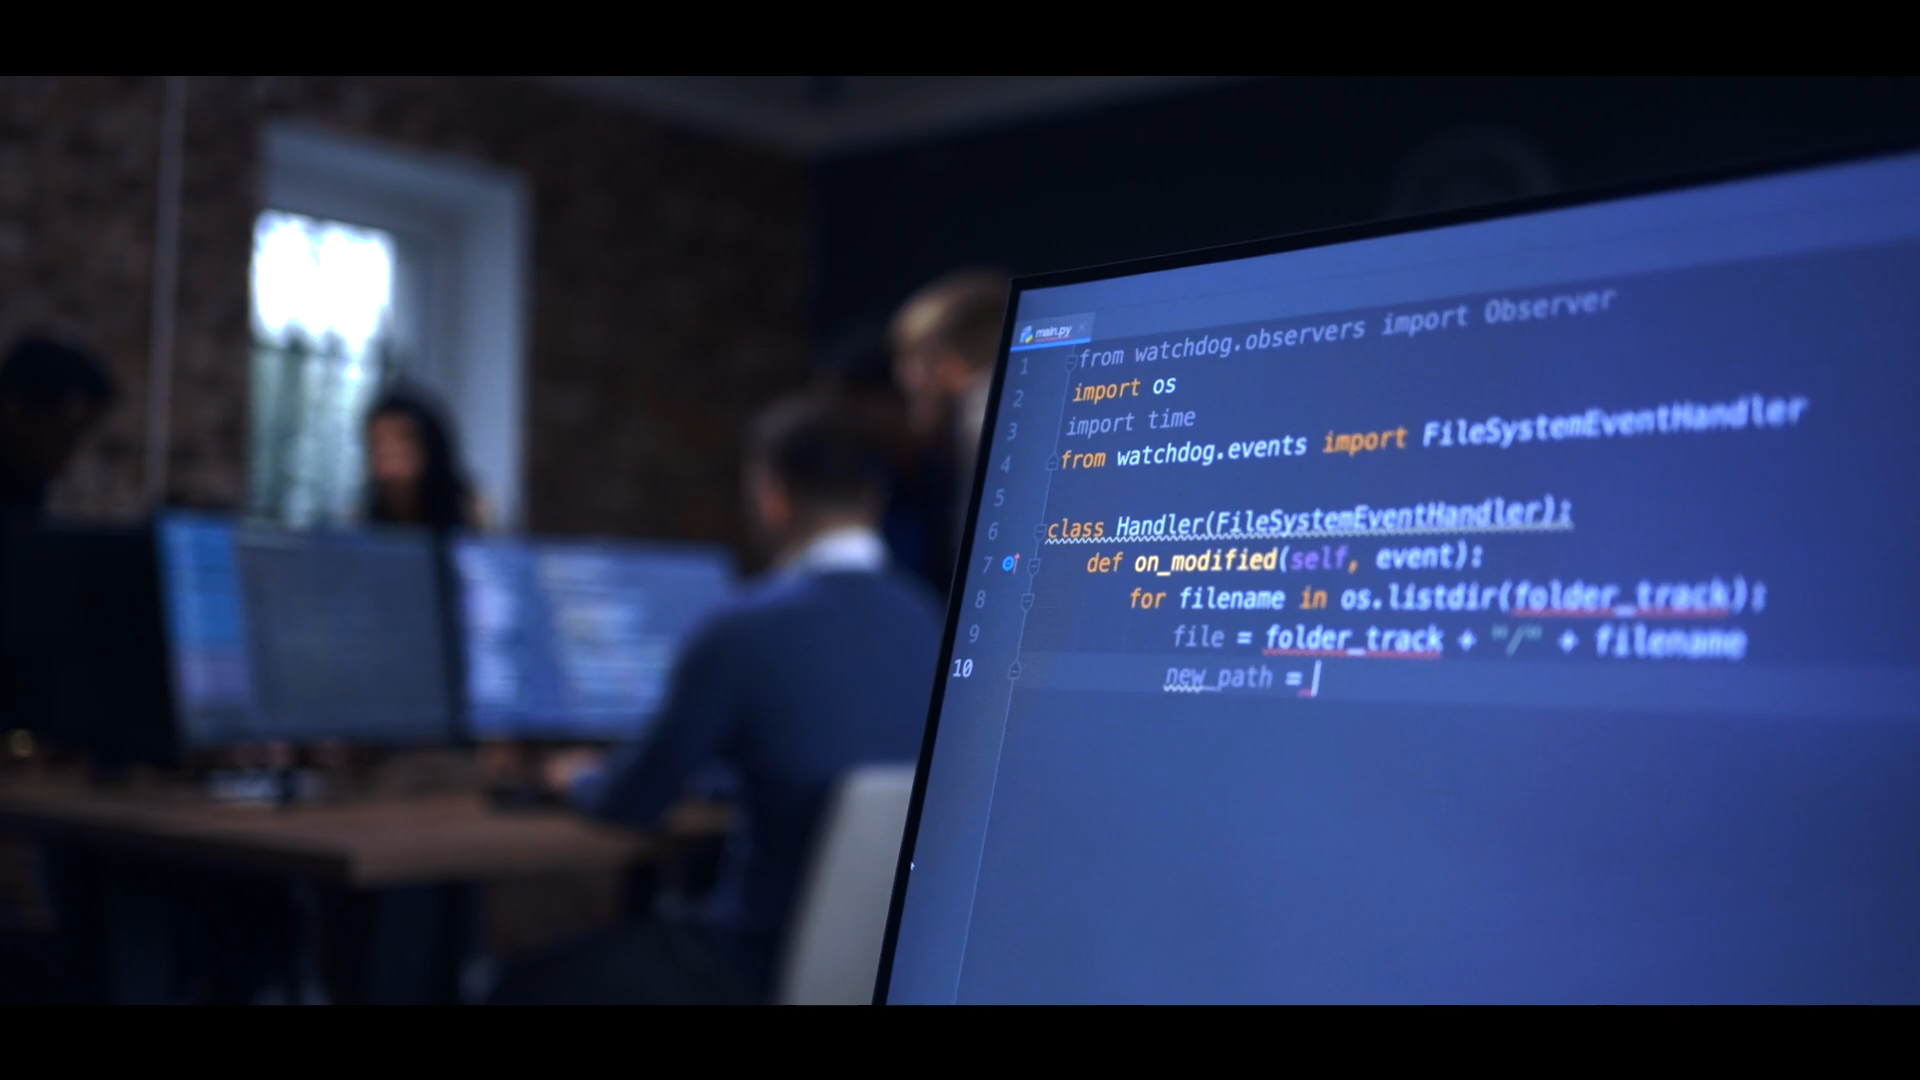 main.py
1 from watchdog.observers import Observer
2 import os
3 import time
4 from watchdog.events import FileSystemEventHandler
5
6 class Handler(FileSystemEventHandler):
7 def on_modified(self, event):
8 for filename in os.listdir(folder_track):
9 file = folder_track + "/" + filename
10 new_path =